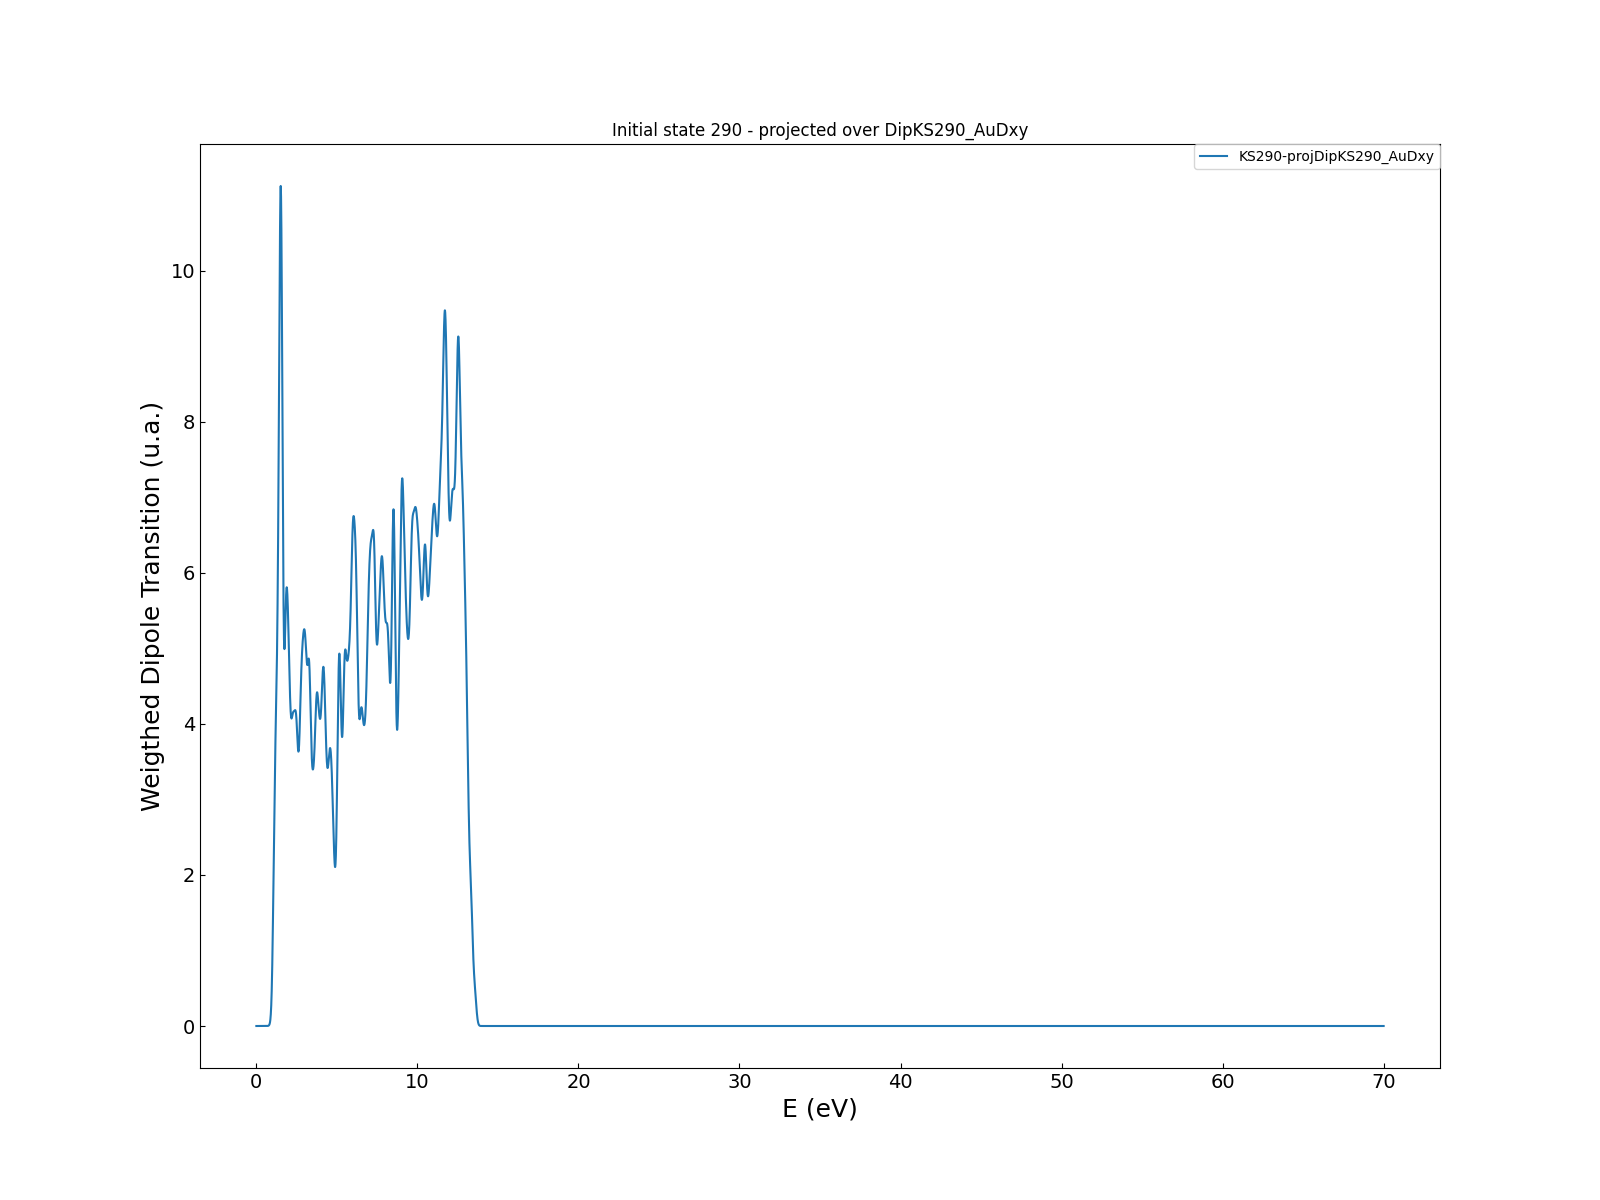 Initial state 290 - projected over DipKS290_AuDxy
KS290-projDipKS290_AuDxy
Weigthed Dipole Transition (u.a.)
10
8
6
4
2
0
0 10 20 30 40 50 60 70
E (eV)